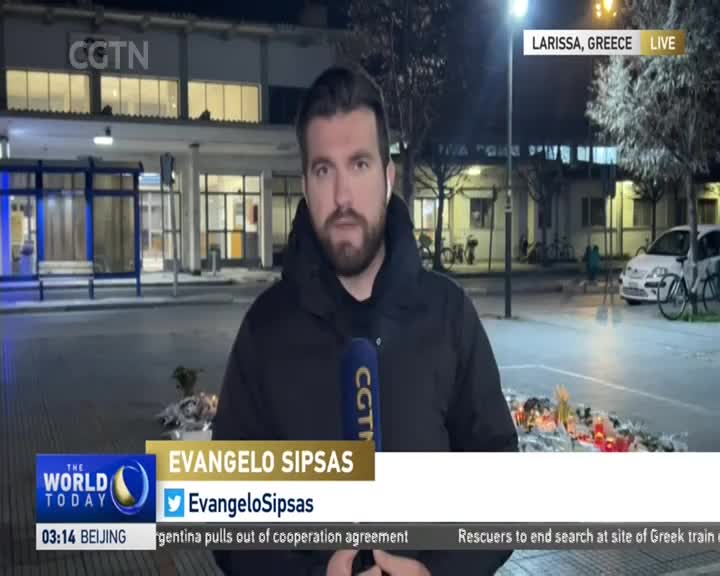 CGTN
LARISSA, GREECE LIVE
CGTN
EVANGELO SIPSAS
EvangeloSipsas
THE
WORLD
TODAY
03:14 BEIJING
gentina pulls out of cooperation agreement Rescuers to end search at site of Greek train